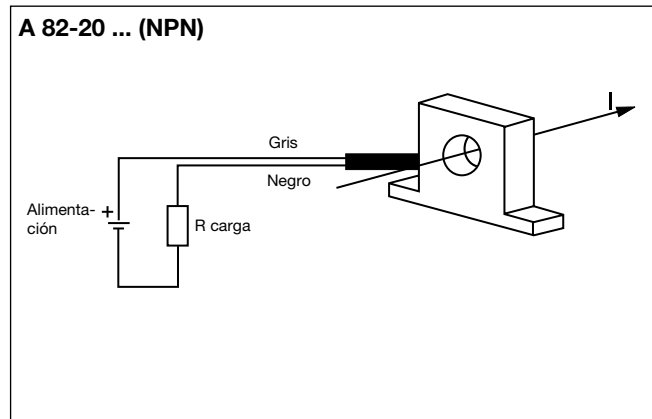 A 82-20 ... (NPN)
I
Gris
Negro
Alimenta-
ción
+
R carga